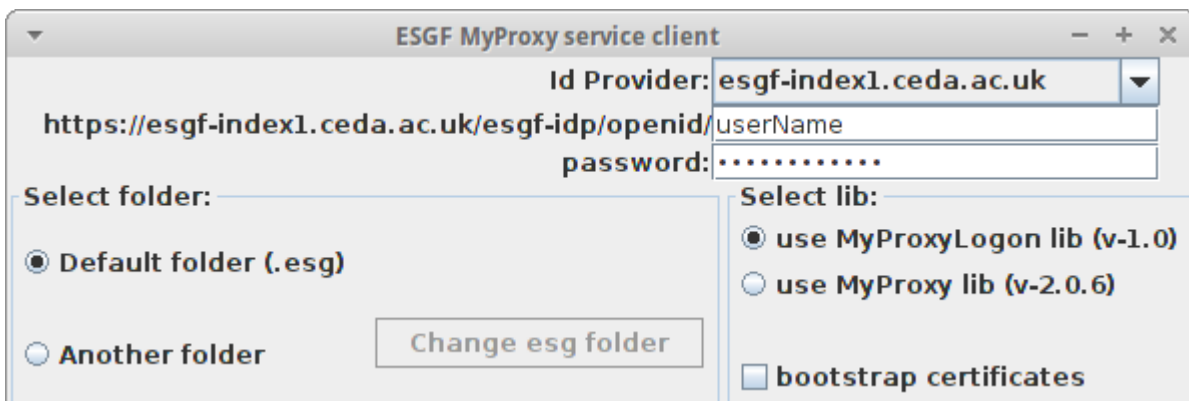 ESGF MyProxy service client
Id Provider: esgf-index1.ceda.ac.uk
https://esgf-index1.ceda.ac.uk/esgf-idp/openid/ userName
password: ••••••••••••
Select folder:
Default folder (.esg)
Another folder
Change esg folder
Select lib:
use MyProxyLogon lib (v-1.0)
use MyProxy lib (v-2.0.6)
bootstrap certificates